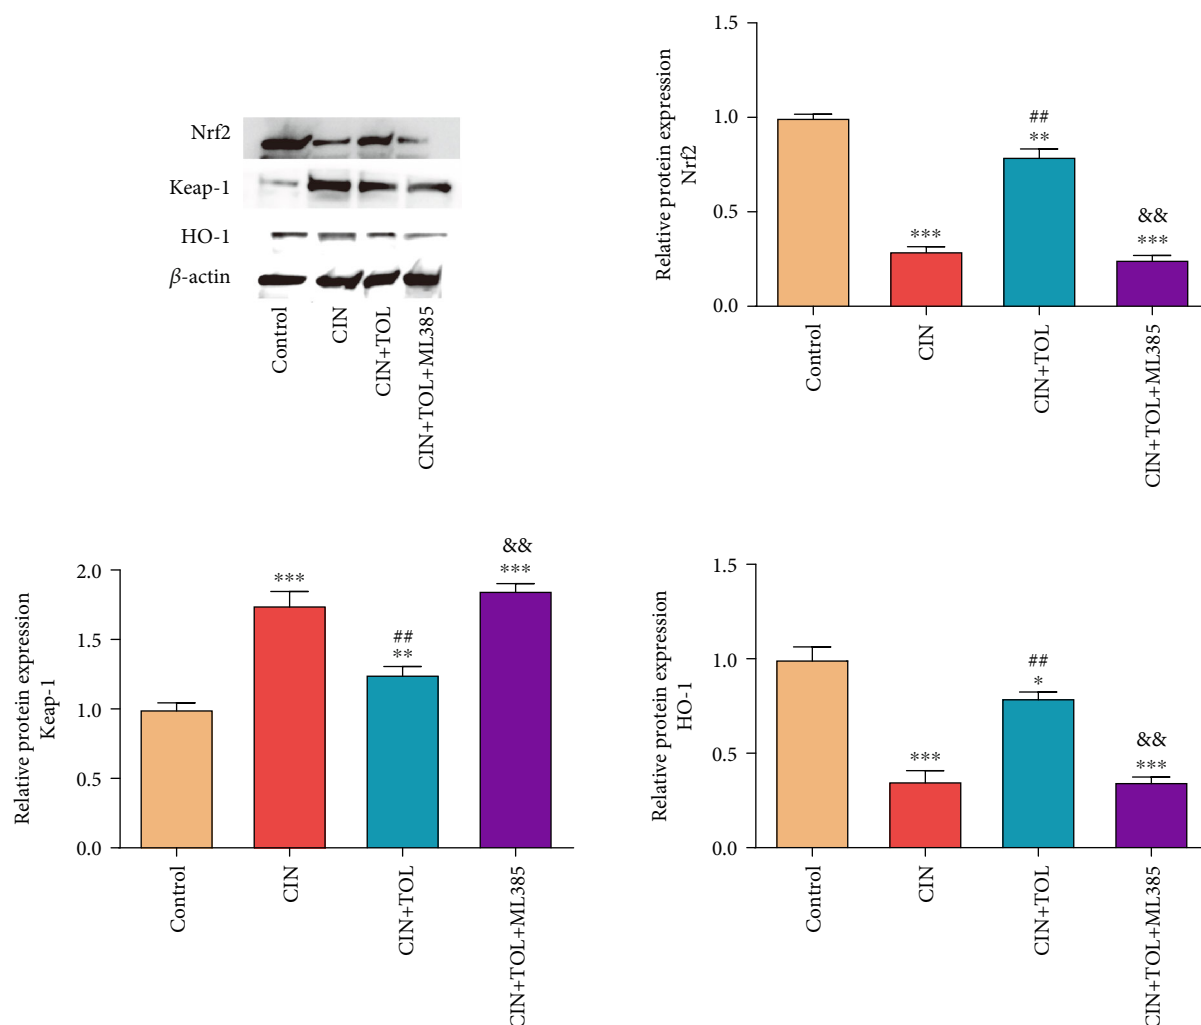 Nrf2
Keap-1
HO-1
β-actin
Control
CIN
CIN+TOL
CIN+TOL+ML385
Relative protein expression
Nrf2
1.5
1.0
0.5
0.0
***
##
**
&&
***
Control
CIN
CIN+TOL
CIN+TOL+ML385
Relative protein expression
Keap-1
2.0
1.5
1.0
0.5
0.0
***
##
**
&&
***
Control
CIN
CIN+TOL
CIN+TOL+ML385
Relative protein expression
HO-1
1.5
1.0
0.5
0.0
***
##
*
&&
***
Control
CIN
CIN+TOL
CIN+TOL+ML385